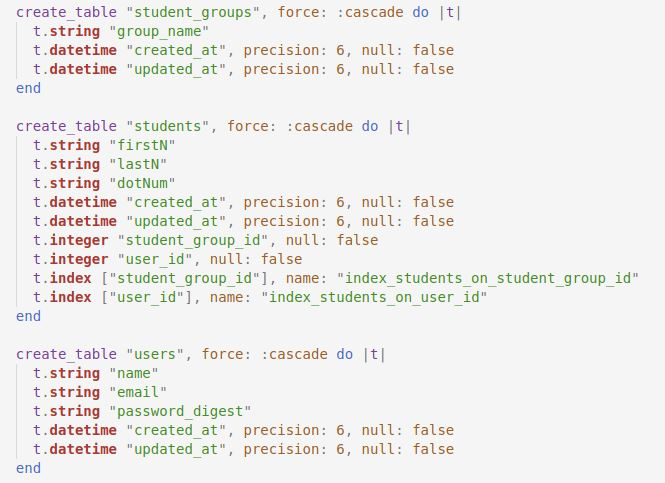 create_table "student_groups", force: :cascade do |t|
  t.string "group_name"
  t.datetime "created_at", precision: 6, null: false
  t.datetime "updated_at", precision: 6, null: false
end

create_table "students", force: :cascade do |t|
  t.string "firstN"
  t.string "lastN"
  t.string "dotNum"
  t.datetime "created_at", precision: 6, null: false
  t.datetime "updated_at", precision: 6, null: false
  t.integer "student_group_id", null: false
  t.integer "user_id", null: false
  t.index ["student_group_id"], name: "index_students_on_student_group_id"
  t.index ["user_id"], name: "index_students_on_user_id"
end

create_table "users", force: :cascade do |t|
  t.string "name"
  t.string "email"
  t.string "password_digest"
  t.datetime "created_at", precision: 6, null: false
  t.datetime "updated_at", precision: 6, null: false
end